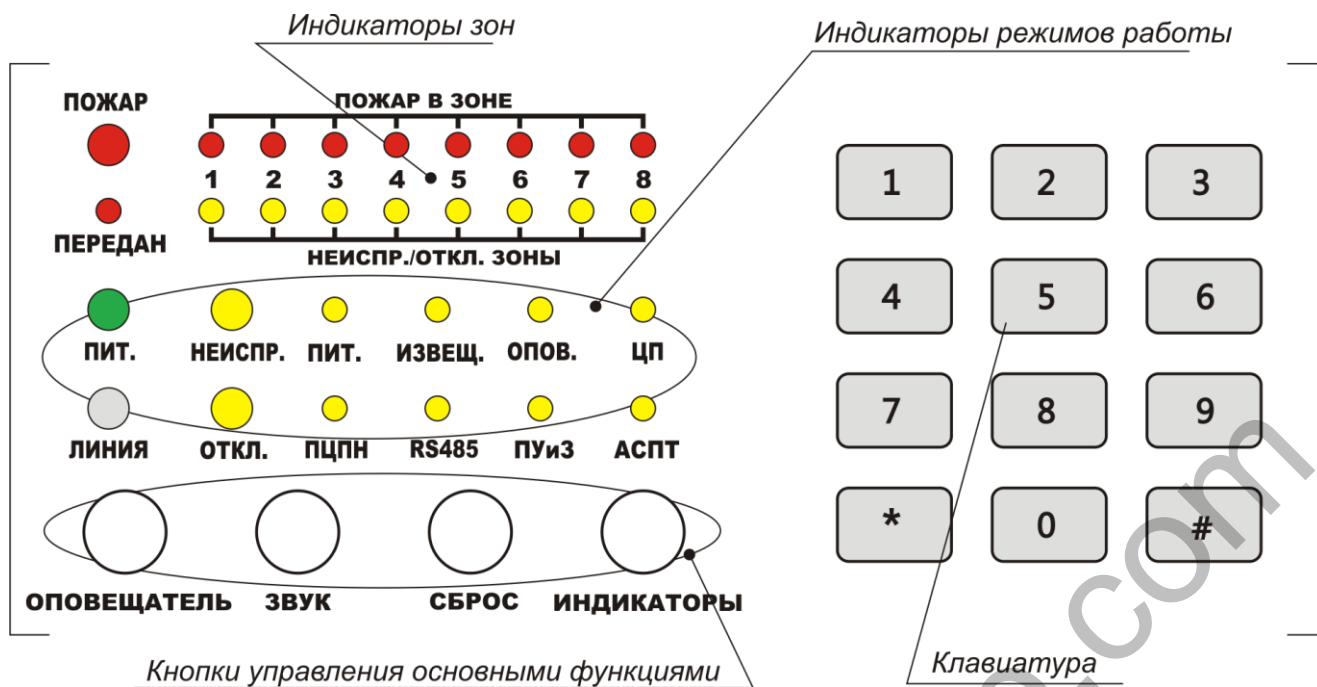 Индикаторы зон
Индикаторы режимов работы
ПОЖАР
ПОЖАР В ЗОНЕ
1 2 3 4 5 6 7 8
ПЕРЕДАН
НЕИСПР./ОТКЛ. ЗОНЫ
ПИТ. НЕИСПР. ПИТ. ИЗВЕЩ. ОПОВ. ЦП
ЛИНИЯ ОТКЛ. ПЦПН RS485 ПУиЗ АСПТ
ОПОВЕЩАТЕЛЬ ЗВУК СБРОС ИНДИКАТОРЫ
Кнопки управления основными функциями
1 2 3
4 5 6
7 8 9
* 0 #
Клавиатура
.com